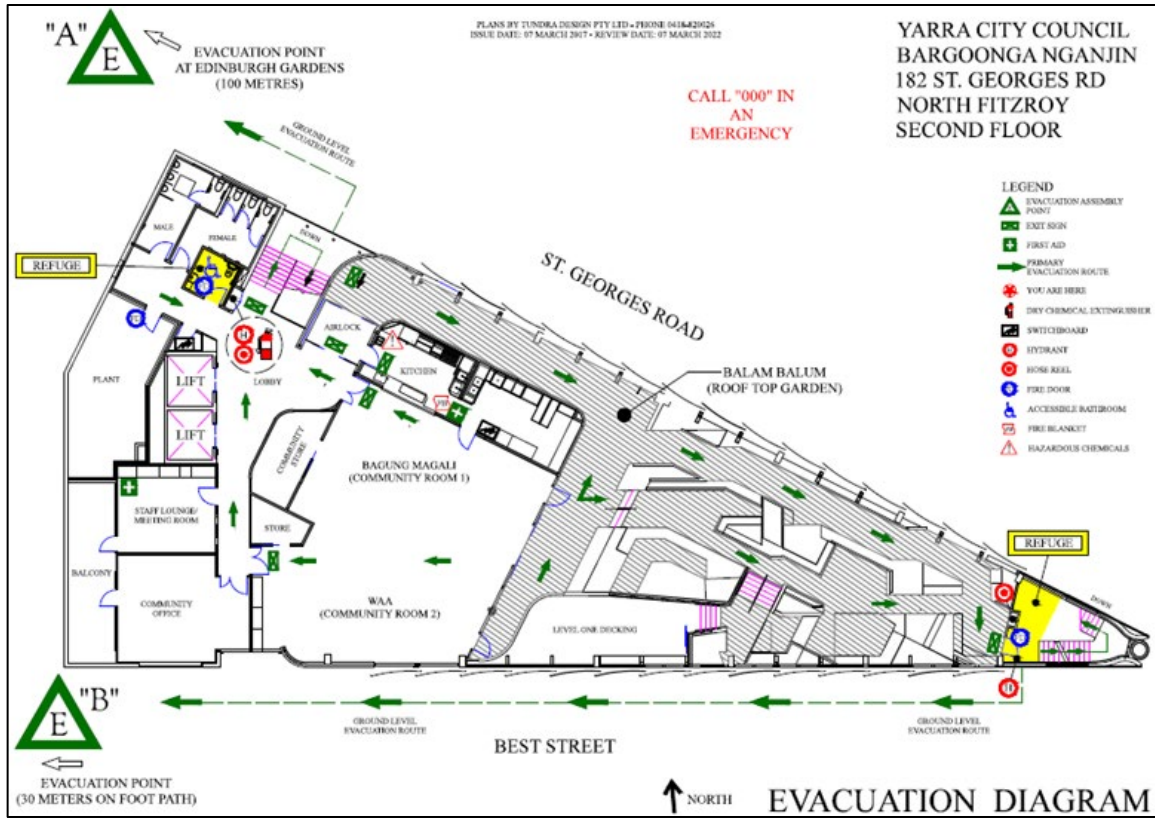 "A"
E
EVACUATION POINT
AT EDINBURGH GARDENS
(100 METRES)
PLANS BY TUNDRA DESIGN PTY LTD - PHONE
ISSUE DATE: 07 MARCH 2017 - REVIEW DATE: 07 MARCH 2022
CALL "000" IN
AN
EMERGENCY
YARRA CITY COUNCIL
BARGOONGA NGANJIN
182 ST. GEORGES RD
NORTH FITZROY
SECOND FLOOR
GROUND LEVEL
EVACUATION ROUTE
LEGEND
EVACUATION ASSEMBLY
POINT
EXIT SIGN
FIRST AID
PRIMARY
EVACUATION ROUTE
YOU ARE HERE
DRY CHEMICAL EXTINGUISHER
SWITCHBOARD
HYDRANT
HOSE REEL
FIRE DOOR
ACCESSIBLE BATHROOM
FIRE BLANKET
HAZARDOUS CHEMICALS
MALE
FEMALE
DOWN
REFUGE
ST. GEORGES ROAD
AIRLOCK
KITCHEN
PLANT
LIFT
LOBBY
LIFT
BALAM BALUM
(ROOF TOP GARDEN)
COMMUNITY
STORE
BAGUNG MAGALI
(COMMUNITY ROOM 1)
STAFF LOUNGE/
MEETING ROOM
STORE
REFUGE
BALCONY
COMMUNITY
OFFICE
WAA
(COMMUNITY ROOM 2)
LEVEL ONE DECKING
DOWN
"B"
E
GROUND LEVEL
EVACUATION ROUTE
GROUND LEVEL
EVACUATION ROUTE
BEST STREET
EVACUATION POINT
(30 METERS ON FOOT PATH)
NORTH
EVACUATION DIAGRAM